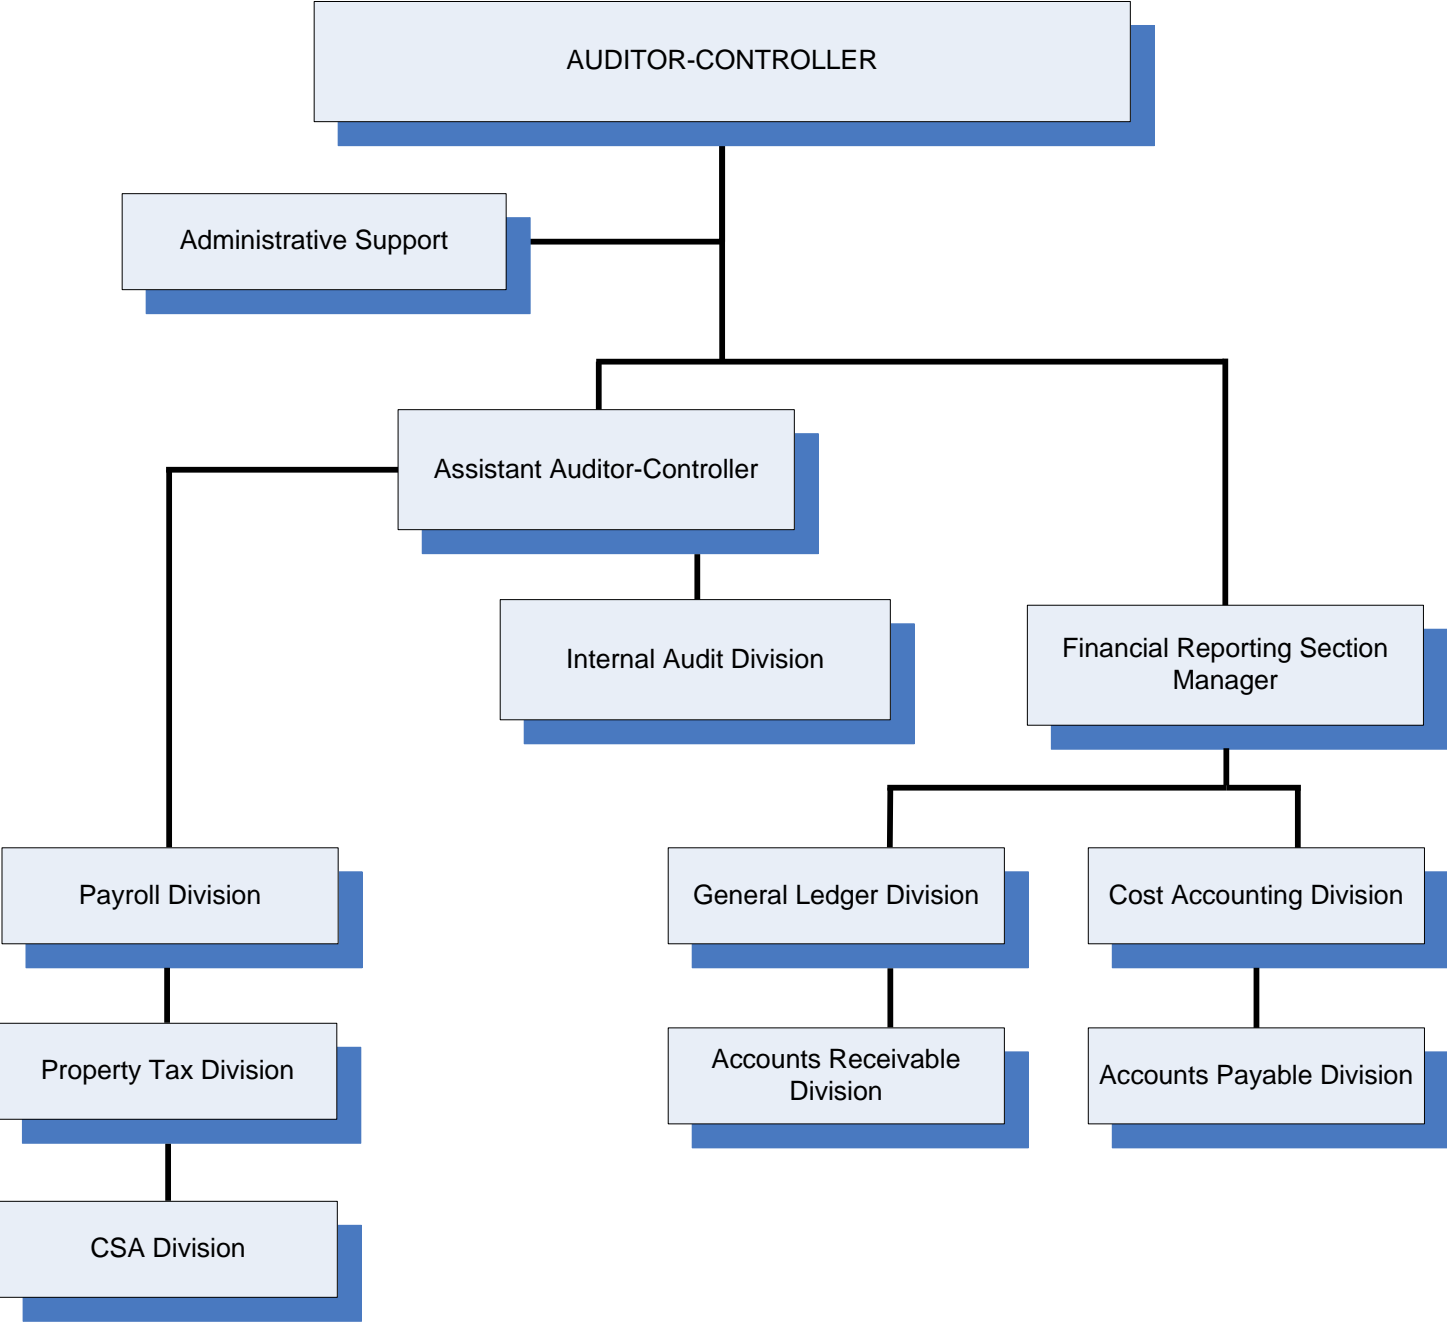 AUDITOR-CONTROLLER
Administrative Support
Assistant Auditor-Controller
Internal Audit Division
Financial Reporting Section
Manager
Payroll Division
General Ledger Division
Cost Accounting Division
Property Tax Division
Accounts Receivable
Division
Accounts Payable Division
CSA Division